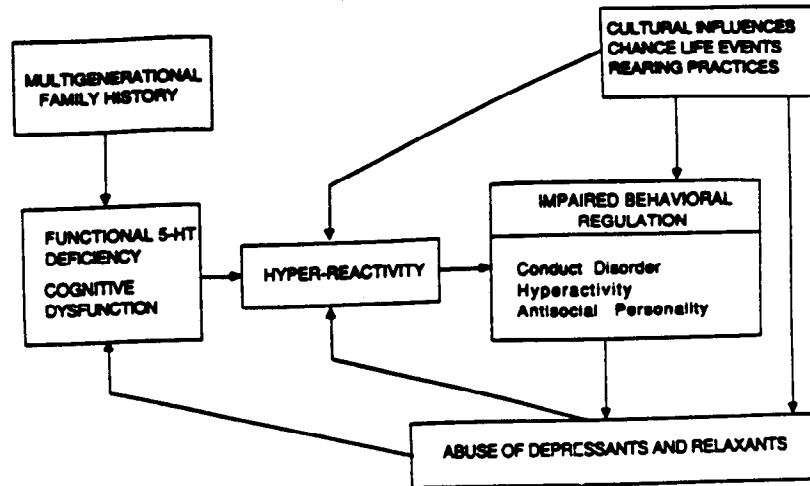 MULTIGENERATIONAL
FAMILY HISTORY
CULTURAL INFLUENCES
CHANCE LIFE EVENTS
REARING PRACTICES
FUNCTIONAL 5-HT
DEFICIENCY
COGNITIVE
DYSFUNCTION
HYPER-REACTIVITY
IMPAIRED BEHAVIORAL
REGULATION
Conduct Disorder
Hyperactivity
Antisocial Personality
ABUSE OF DEPRESSANTS AND RELAXANTS